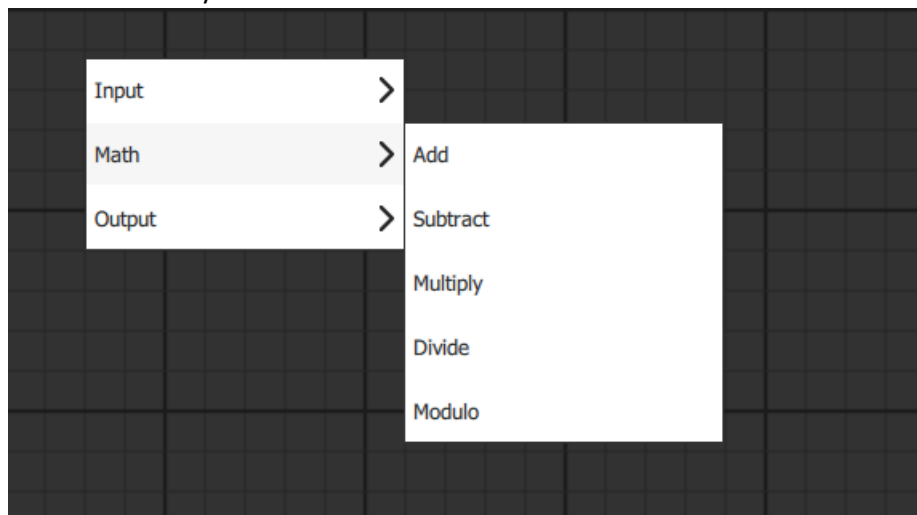 Input
Math
Output
Add
Subtract
Multiply
Divide
Modulo